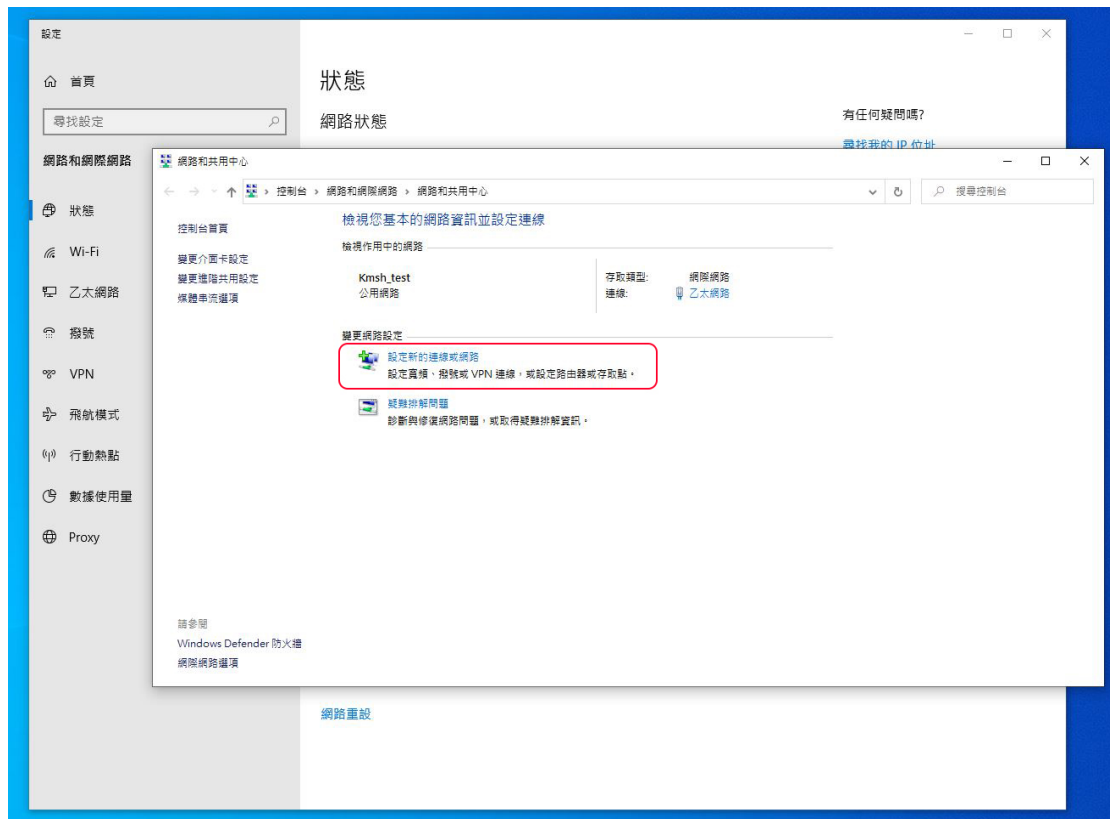 設定
首頁
尋找設定
網路和網際網路
狀態
Wi-Fi
乙太網路
撥號
VPN
飛航模式
行動熱點
數據使用量
Proxy
狀態
網路狀態
有任何疑問嗎?
尋找我的 IP 位址
網路和共用中心
控制台 › 網路和網際網路 › 網路和共用中心
搜尋控制台
控制台首頁
變更介面卡設定
變更進階共用設定
媒體串流選項
檢視您基本的網路資訊並設定連線
檢視作用中的網路
Kmsh_test
公用網路
存取類型: 網際網路
連線: 乙太網路
變更網路設定
設定新的連線或網路
設定寬頻、撥號或 VPN 連線，或設定路由器或存取點。
疑難排解問題
診斷與修復網路問題，或取得疑難排解資訊。
請參閱
Windows Defender 防火牆
網際網路選項
網路重設